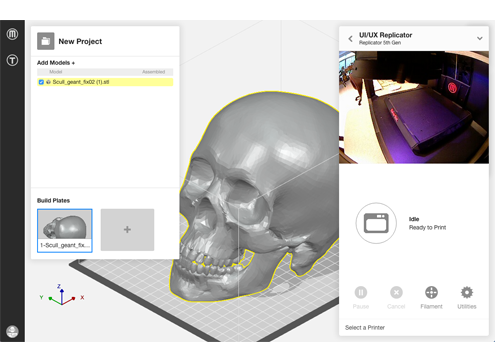 New Project
Add Models +
Model Assembled
Scull_geant_fix02 (1).stl
Build Plates
1-Scull_geant_fix...
+
Z
Y
X
UI/UX Replicator
Replicator 5th Gen
Idle
Ready to Print
Pause
Cancel
Filament
Utilities
Select a Printer
M
T